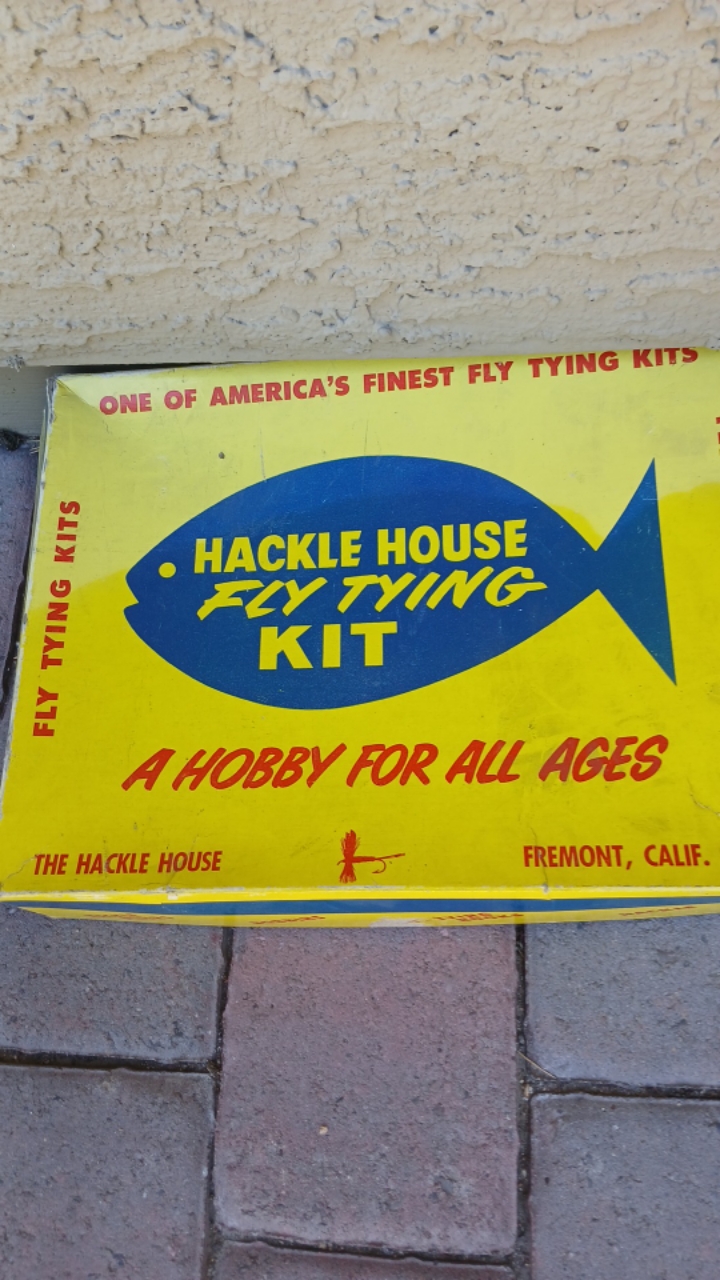 ONE OF AMERICA'S FINEST FLY TYING KITS
FLY TYING KITS
HACKLE HOUSE
FLY TYING
KIT
A HOBBY FOR ALL AGES
THE HACKLE HOUSE
FREMONT, CALIF.